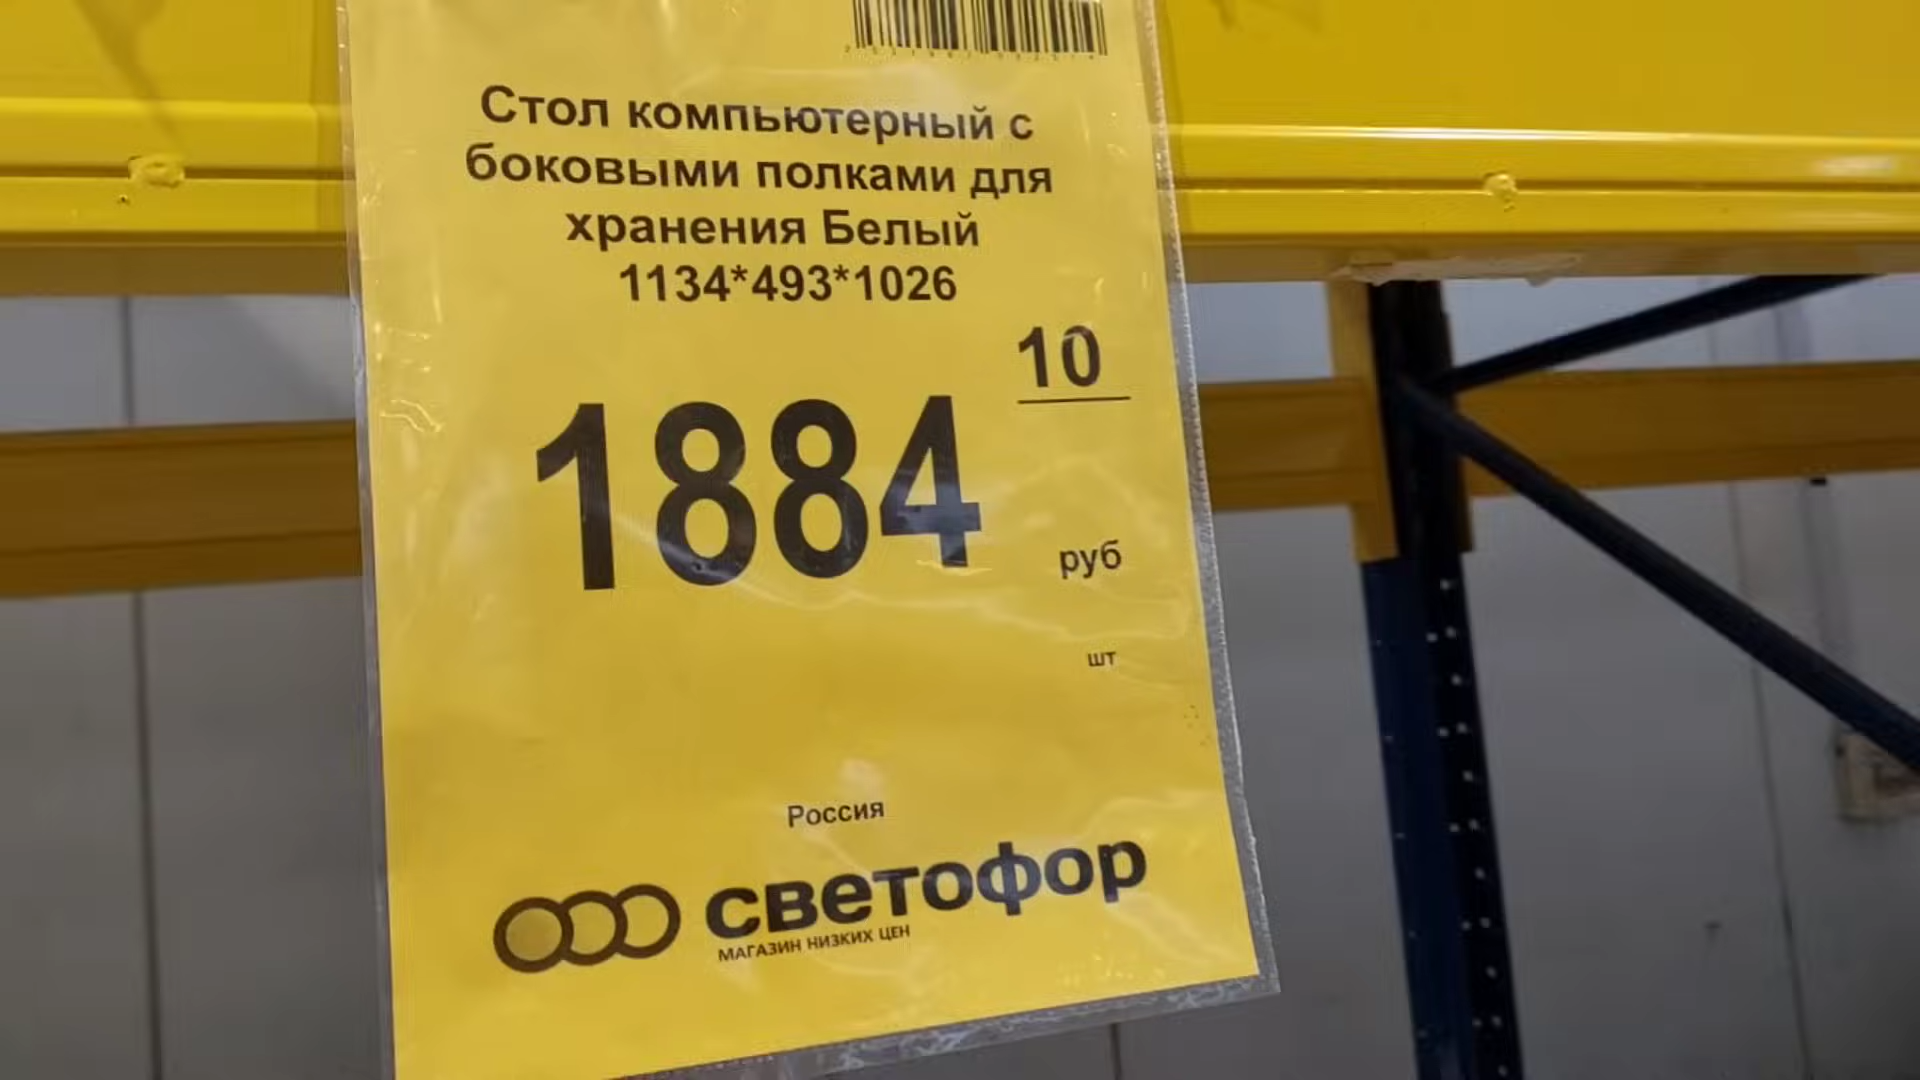 Стол компьютерный с
боковыми полками для
хранения Белый
1134*493*1026
1884 10
руб
шт
Россия
светофор
МАГАЗИН НИЗКИХ ЦЕН